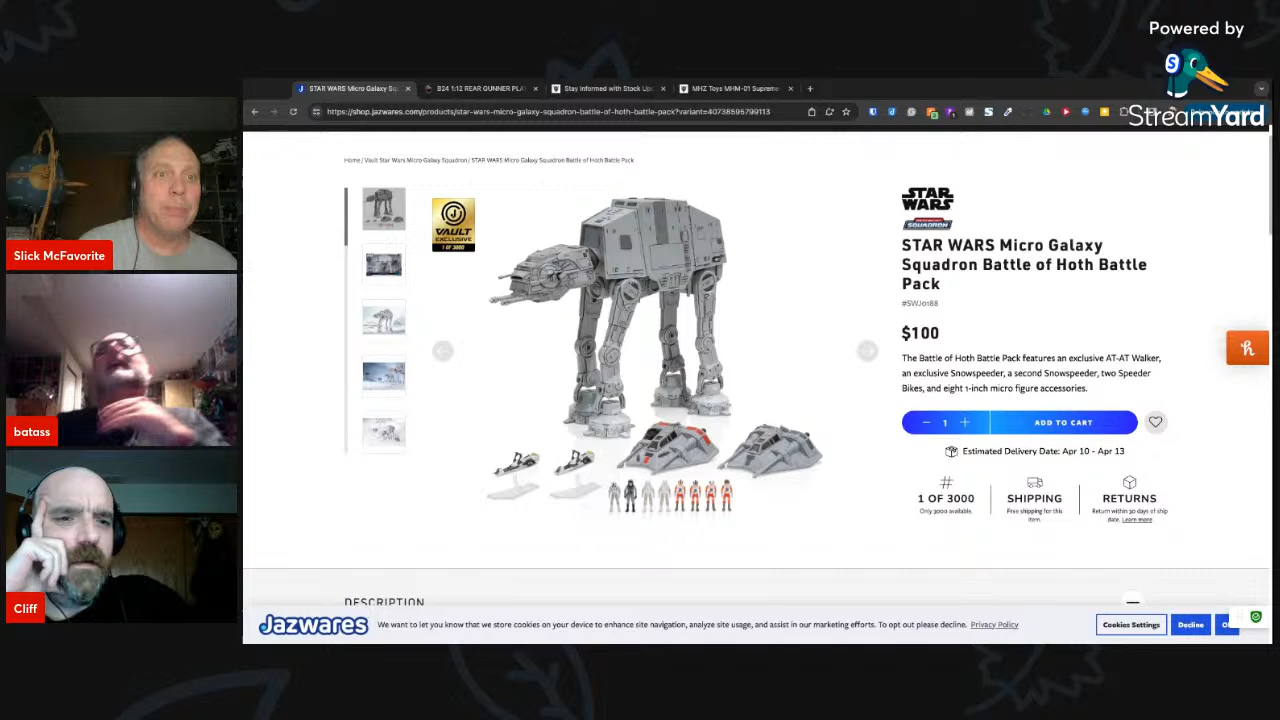 Powered by
StreamYard
STAR WARS Micro Galaxy Sq
B24 1:12 REAR GUNNER PLA
Stay Informed with Stock Up
MHZ Toys MHM-01 Supreme
https://shop.jazwares.com/products/star-wars-micro-galaxy-squadron-battle-of-hoth-battle-pack?variant=40738595799113
Home / Vault Star Wars Micro Galaxy Squadron / STAR WARS Micro Galaxy Squadron Battle of Hoth Battle Pack
VAULT
EXCLUSIVE
1 OF 3000
STAR
WARS
SQUADRON
STAR WARS Micro Galaxy
Squadron Battle of Hoth Battle
Pack
#SWJ0188
$100
The Battle of Hoth Battle Pack features an exclusive AT-AT Walker,
an exclusive Snowspeeder, a second Snowspeeder, two Speeder
Bikes, and eight 1-inch micro figure accessories.
− 1 +
ADD TO CART
Estimated Delivery Date: Apr 10 - Apr 13
#
1 OF 3000
Only 3000 available.
SHIPPING
Free shipping for this
item.
RETURNS
Return within 30 days of ship
date. Learn more.
DESCRIPTION
Jazwares
We want to let you know that we store cookies on your device to enhance site navigation, analyze site usage, and assist in our marketing efforts. To opt out please decline. Privacy Policy
Cookies Settings
Decline
Slick McFavorite
batass
Cliff